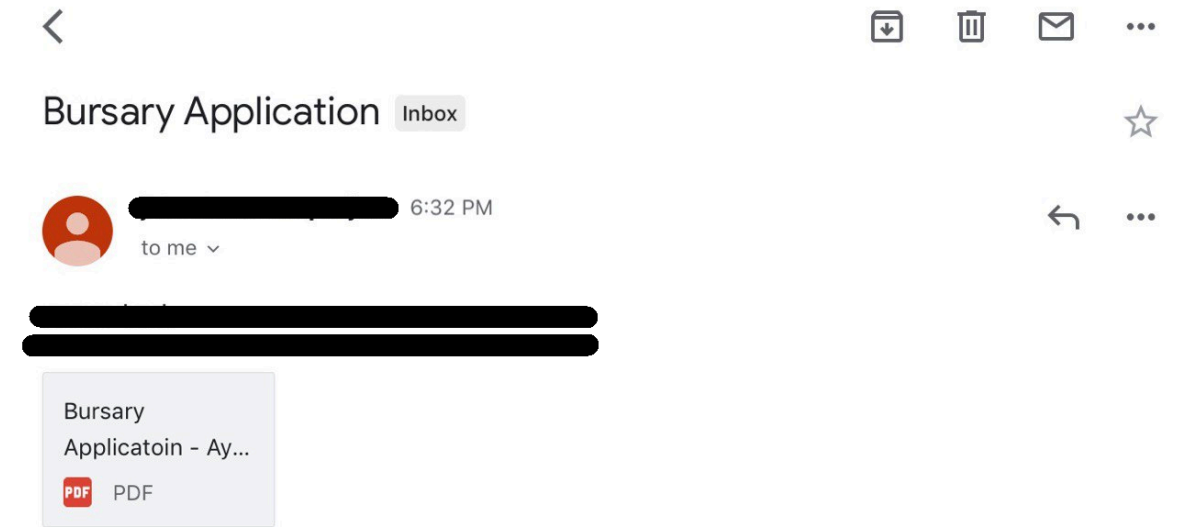 Bursary Application Inbox
6:32 PM
to me
Bursary
Applicatoin - Ay...
PDF PDF